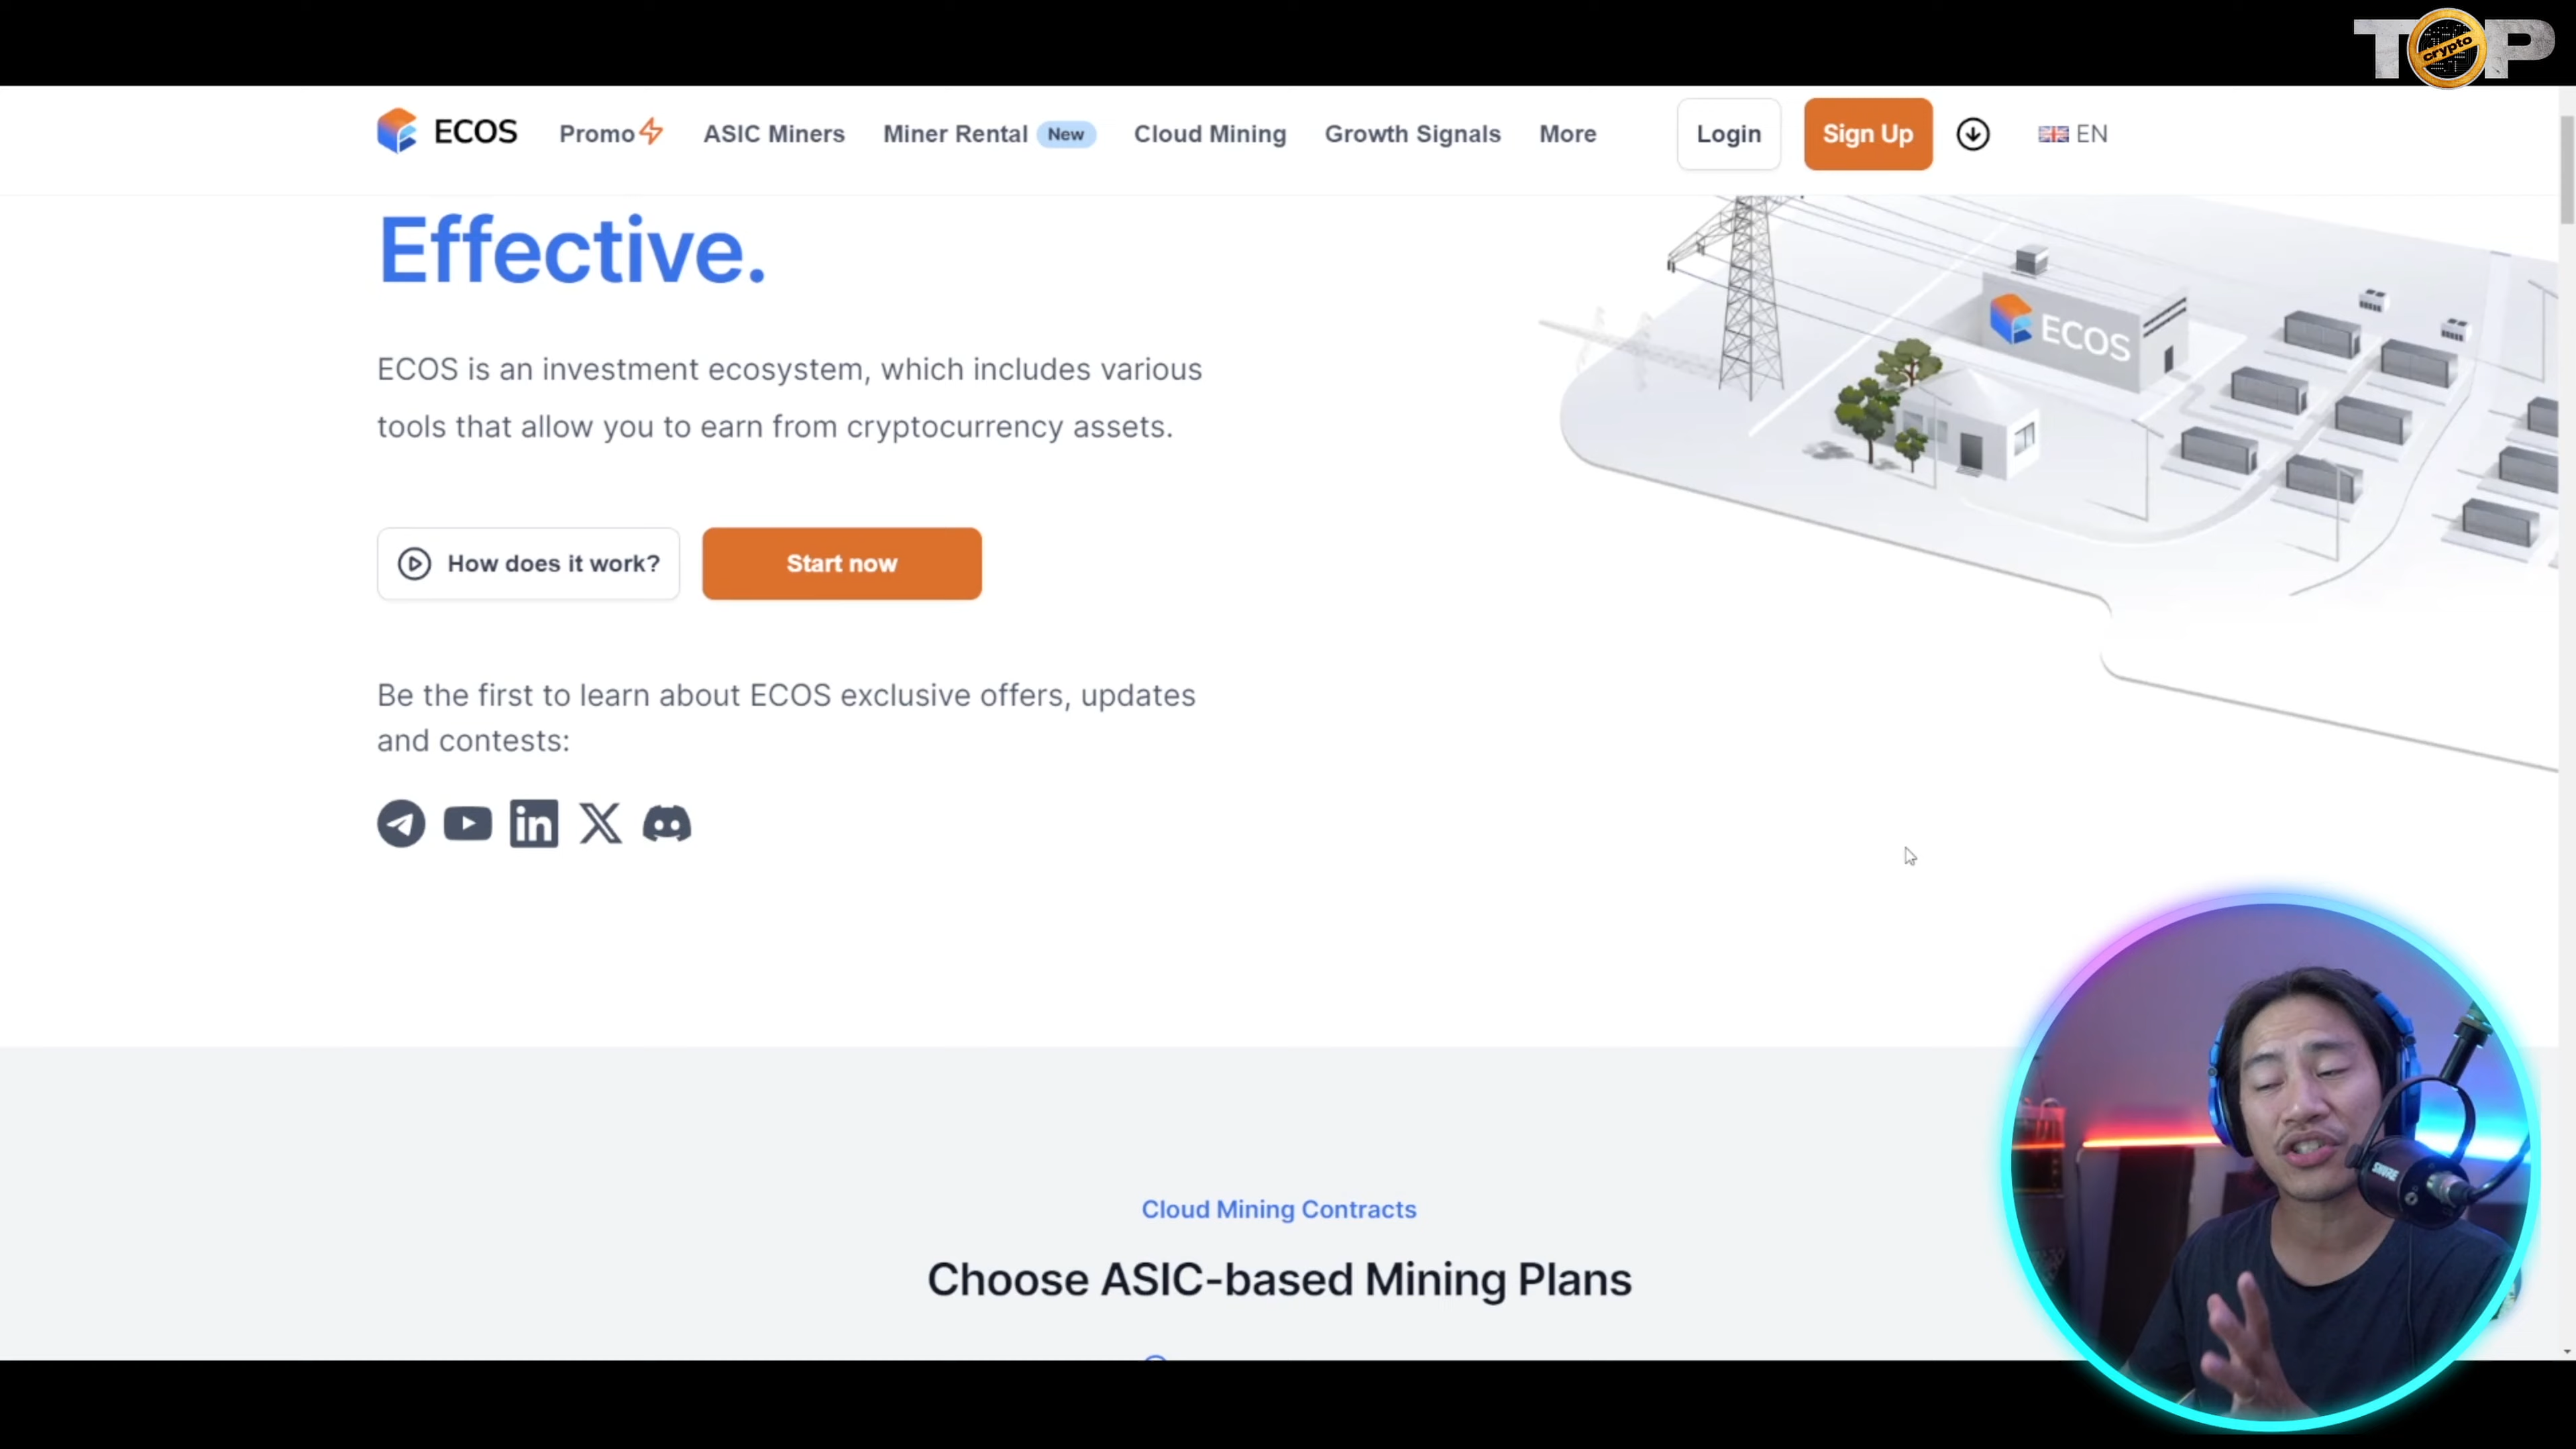 TOP
crypto
ECOS
Promo
ASIC Miners
Miner Rental New
Cloud Mining
Growth Signals
More
Login
Sign Up
EN
Effective.
ECOS
ECOS is an investment ecosystem, which includes various
tools that allow you to earn from cryptocurrency assets.
How does it work?
Start now
Be the first to learn about ECOS exclusive offers, updates
and contests:
in
X
SHURE
Cloud Mining Contracts
Choose ASIC-based Mining Plans